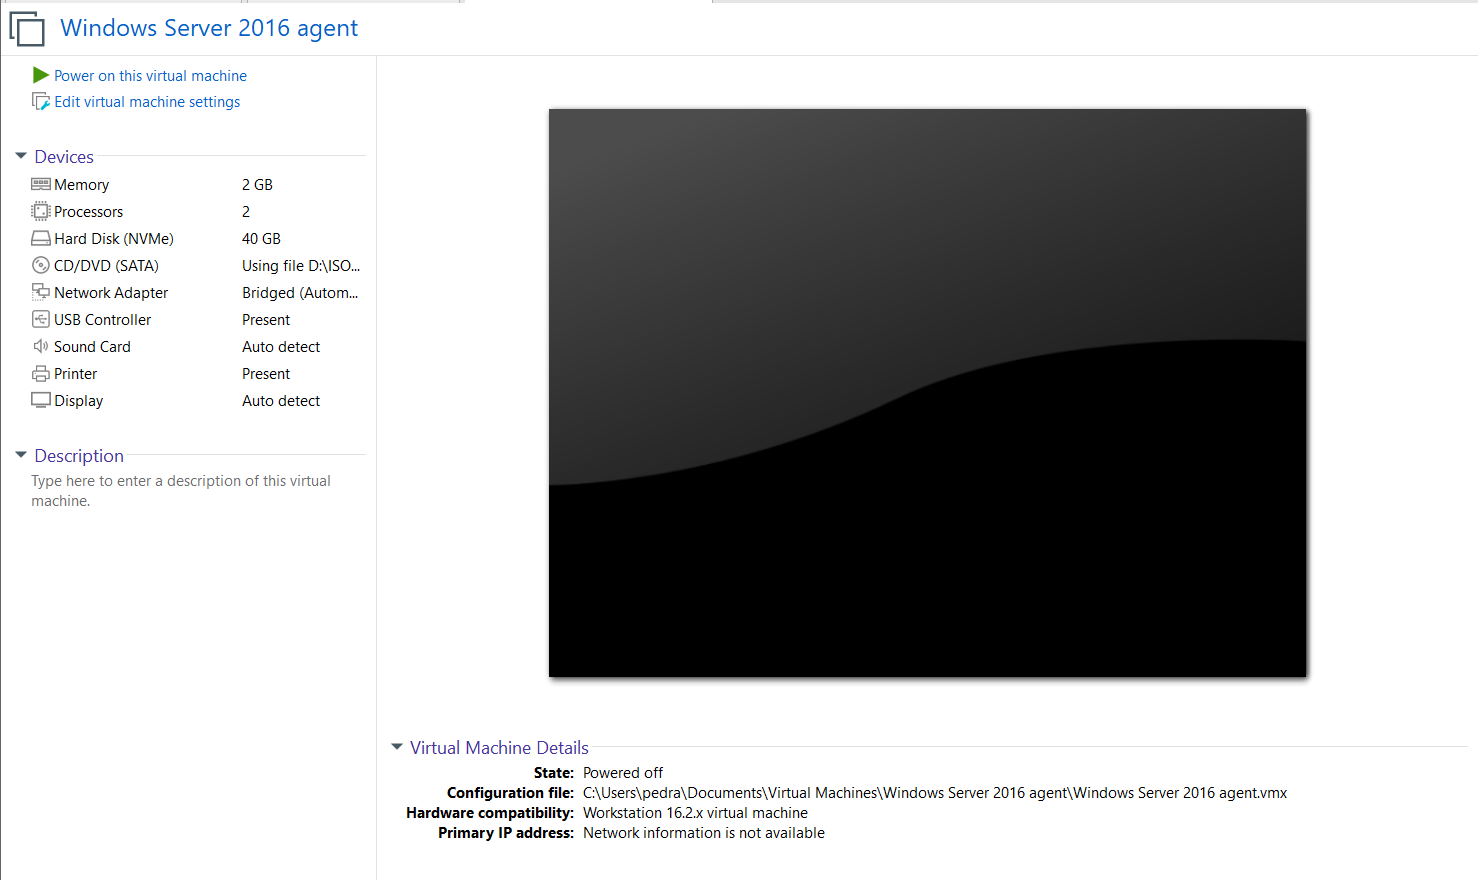 Windows Server 2016 agent
Power on this virtual machine
Edit virtual machine settings
Devices
Memory 2 GB
Processors 2
Hard Disk (NVMe) 40 GB
CD/DVD (SATA) Using file D:\ISO...
Network Adapter Bridged (Autom...
USB Controller Present
Sound Card Auto detect
Printer Present
Display Auto detect
Description
Type here to enter a description of this virtual
machine.
Virtual Machine Details
State: Powered off
Configuration file: C:\Users\pedra\Documents\Virtual Machines\Windows Server 2016 agent\Windows Server 2016 agent.vmx
Hardware compatibility: Workstation 16.2.x virtual machine
Primary IP address: Network information is not available